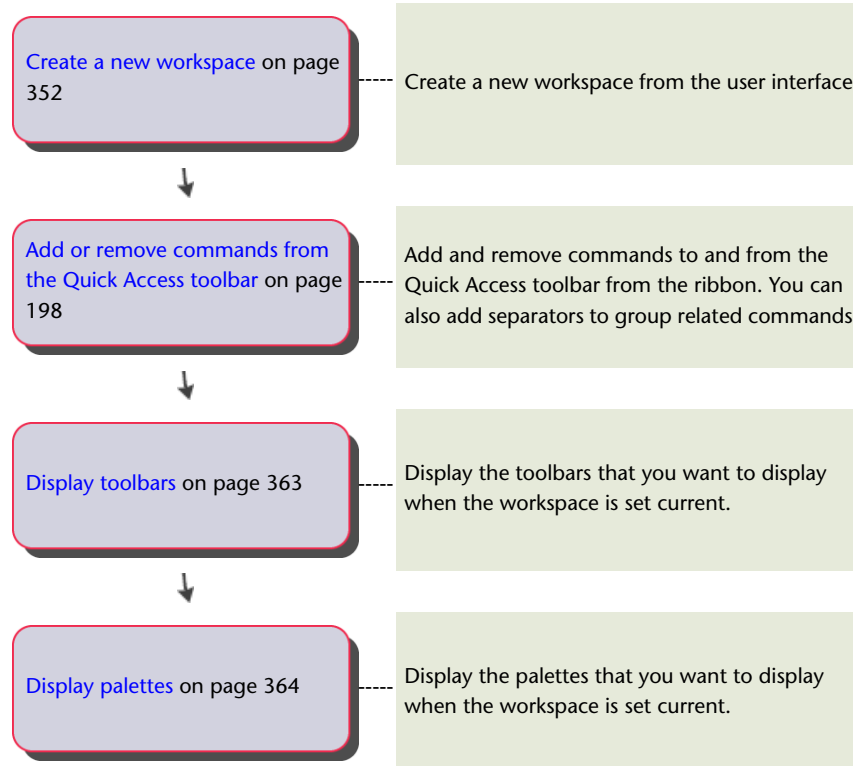 Create a new workspace on page
352
Create a new workspace from the user interface
Add or remove commands from
the Quick Access toolbar on page
198
Add and remove commands to and from the
Quick Access toolbar from the ribbon. You can
also add separators to group related commands
Display toolbars on page 363
Display the toolbars that you want to display
when the workspace is set current.
Display palettes on page 364
Display the palettes that you want to display
when the workspace is set current.